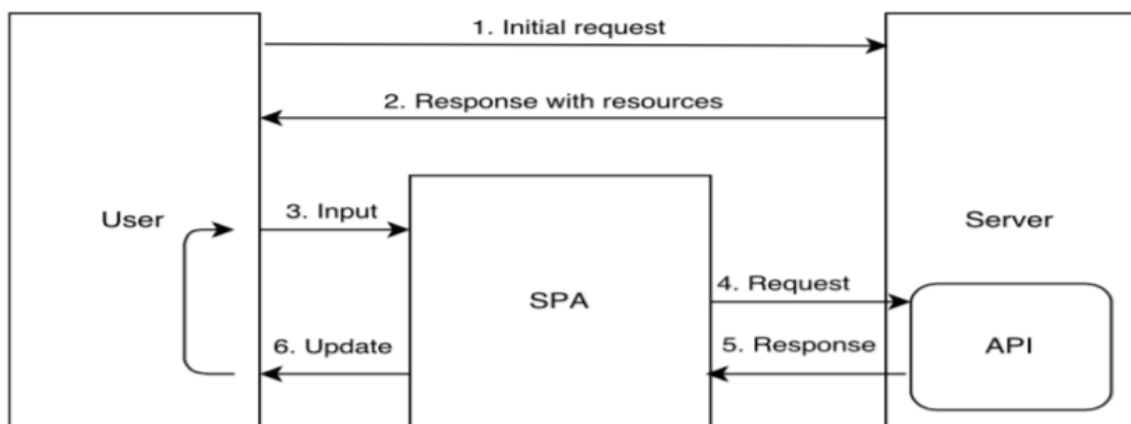 1. Initial request
2. Response with resources
User
3. Input
Server
SPA
4. Request
6. Update
5. Response
API